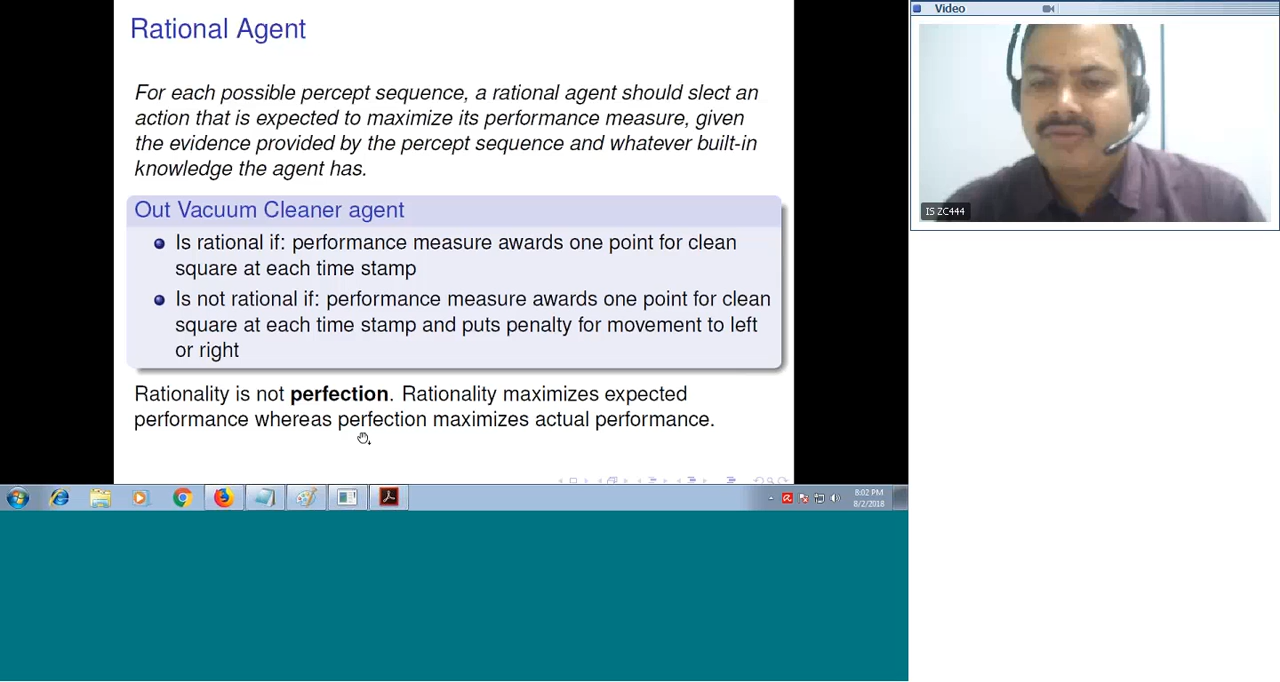 Rational Agent
For each possible percept sequence, a rational agent should slect an
action that is expected to maximize its performance measure, given
the evidence provided by the percept sequence and whatever built-in
knowledge the agent has.
Out Vacuum Cleaner agent
Is rational if: performance measure awards one point for clean
square at each time stamp
Is not rational if: performance measure awards one point for clean
square at each time stamp and puts penalty for movement to left
or right
Rationality is not perfection. Rationality maximizes expected
performance whereas perfection maximizes actual performance.
8:02 PM
8/2/2018
Video
IS ZC444